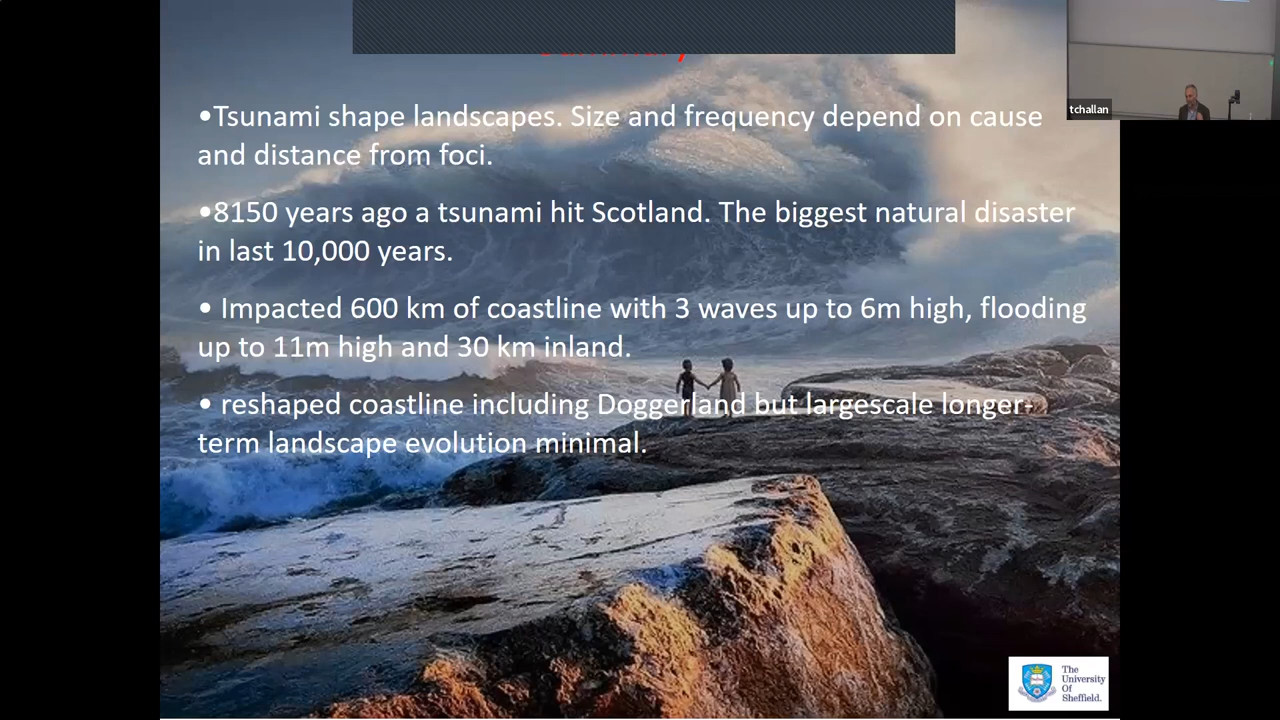 •Tsunami shape landscapes. Size and frequency depend on cause
and distance from foci.
•8150 years ago a tsunami hit Scotland. The biggest natural disaster
in last 10,000 years.
• Impacted 600 km of coastline with 3 waves up to 6m high, flooding
up to 11m high and 30 km inland.
• reshaped coastline including Doggerland but largescale longer-
term landscape evolution minimal.
tchallan
The
University
Of
Sheffield.